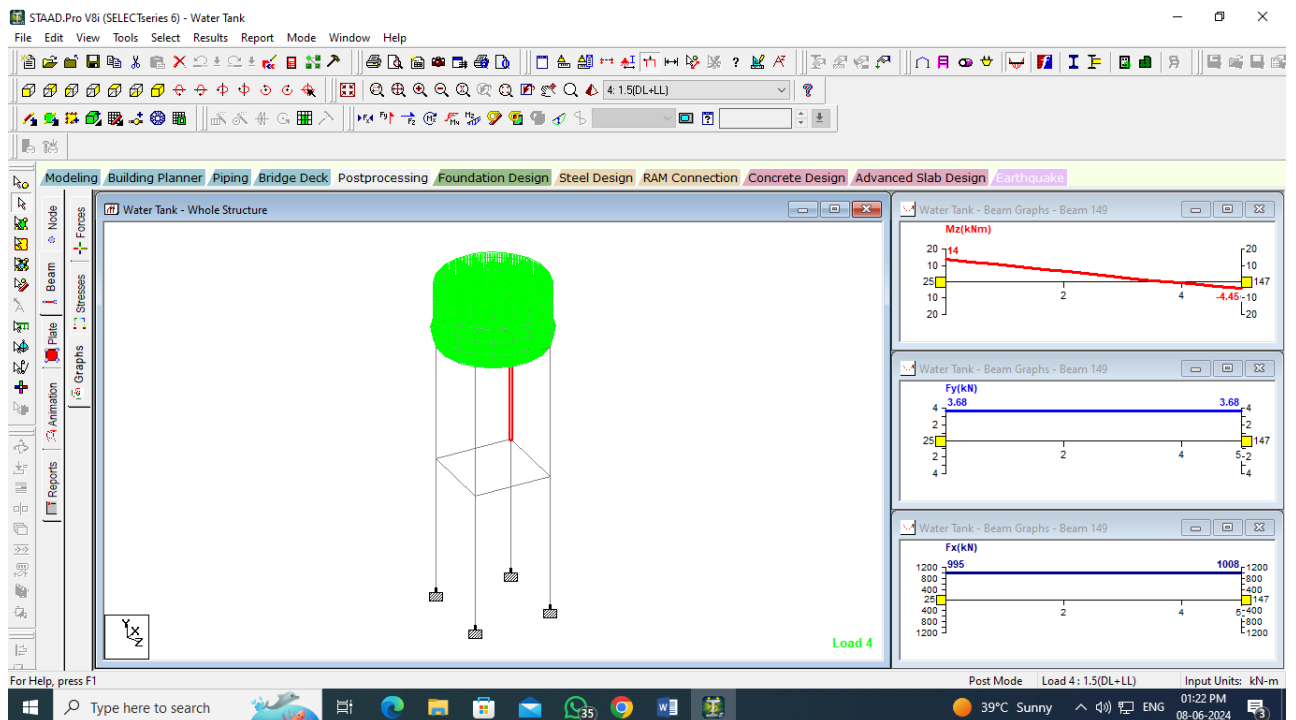 STAAD.Pro V8i (SELECTseries 6) - Water Tank
File Edit View Tools Select Results Report Mode Window Help
4: 1.5(DL+LL)
Modeling Building Planner Piping Bridge Deck Postprocessing Foundation Design Steel Design RAM Connection Concrete Design Advanced Slab Design Earthquake
Node
Beam
Plate
Animation
Reports
Forces
Stresses
Graphs
Water Tank - Whole Structure
Y
X
Z
Load 4
Water Tank - Beam Graphs - Beam 149
Mz(kNm)
20 14 20
10 10
25 147
10 2 4 -4.45 -10
20 20
Water Tank - Beam Graphs - Beam 149
Fy(kN)
4 3.68 3.68 4
2 2
25 147
2 2 4 5 -2
4 4
Water Tank - Beam Graphs - Beam 149
Fx(kN)
1200 995 1008 1200
800 800
400 400
25 147
400 2 4 5 -400
800 800
1200 1200
For Help, press F1
Post Mode Load 4 : 1.5(DL+LL) Input Units: kN-m
Type here to search
35
39°C Sunny
ENG
01:22 PM
08-06-2024
3